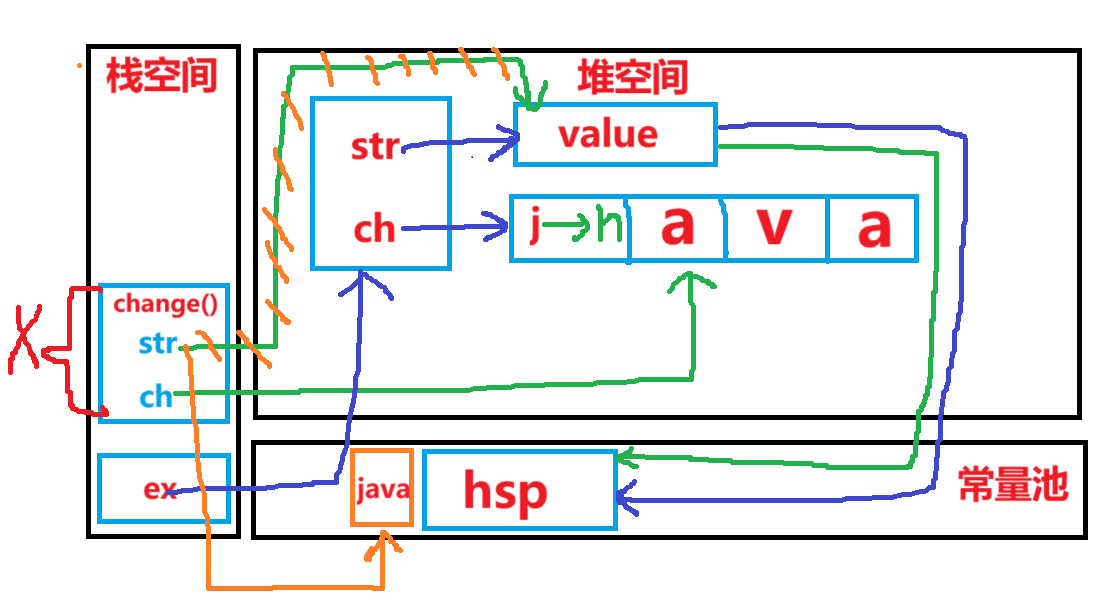 栈空间
堆空间
str
value
ch
j h a v a
change()
str
X
ch
ex
java
hsp
常量池